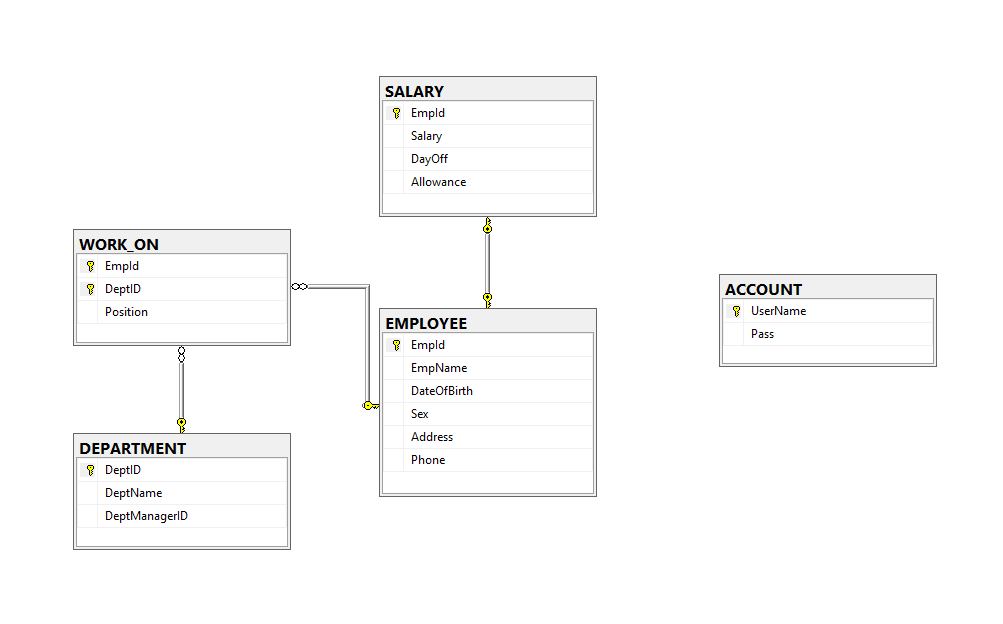 SALARY
EmpId
Salary
DayOff
Allowance
WORK_ON
EmpId
DeptID
Position
ACCOUNT
UserName
Pass
EMPLOYEE
EmpId
EmpName
DateOfBirth
Sex
Address
Phone
DEPARTMENT
DeptID
DeptName
DeptManagerID